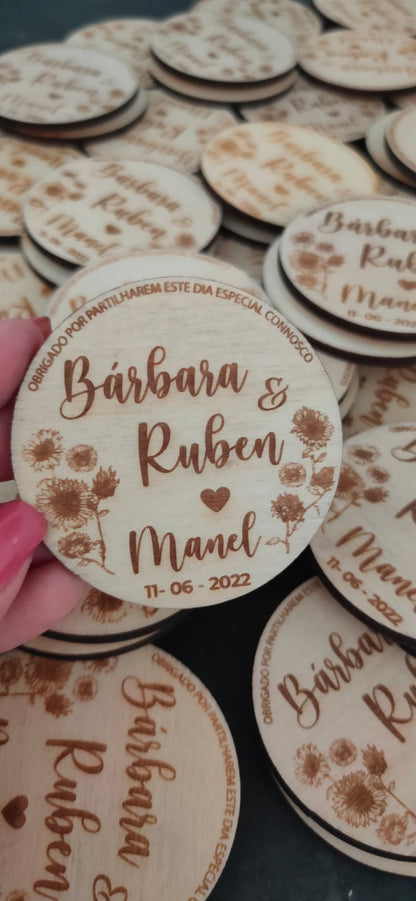 OBRIGADO POR PARTILHAREM ESTE DIA ESPECIAL CONNOSCO
Bárbara &
Ruben
Manel
11- 06 - 2022